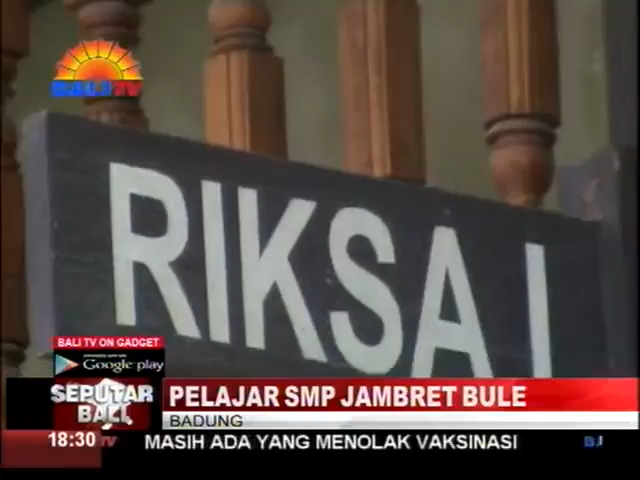 BALI TV
RIKSA I
BALI TV ON GADGET
Google play
SEPUTAR
BALI
PELAJAR SMP JAMBRET BULE
BADUNG
18:30 TV MASIH ADA YANG MENOLAK VAKSINASI